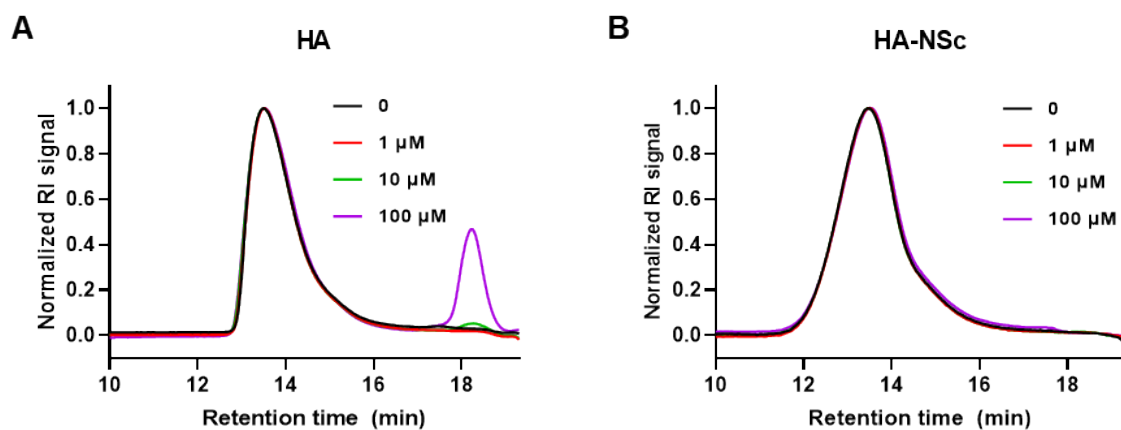 A
HA
Normalized RI signal
1.0
0.8
0.6
0.4
0.2
0.0
0
1 µM
10 µM
100 µM
10
12
14
16
18
Retention time (min)
B
HA-NSc
Normalized RI signal
1.0
0.8
0.6
0.4
0.2
0.0
0
1 µM
10 µM
100 µM
10
12
14
16
18
Retention time (min)